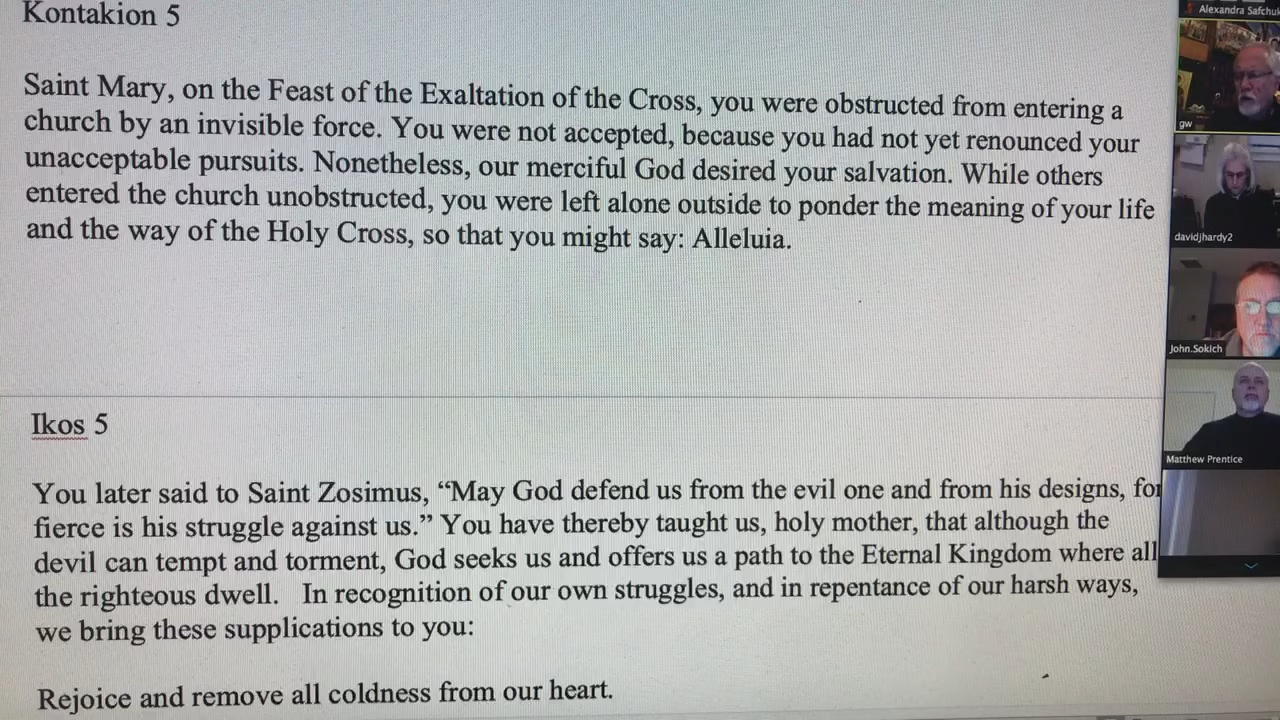 Kontakion 5
Saint Mary, on the Feast of the Exaltation of the Cross, you were obstructed from entering a
church by an invisible force. You were not accepted, because you had not yet renounced your
unacceptable pursuits. Nonetheless, our merciful God desired your salvation. While others
entered the church unobstructed, you were left alone outside to ponder the meaning of your life
and the way of the Holy Cross, so that you might say: Alleluia.
Ikos 5
You later said to Saint Zosimus, “May God defend us from the evil one and from his designs, for
fierce is his struggle against us.” You have thereby taught us, holy mother, that although the
devil can tempt and torment, God seeks us and offers us a path to the Eternal Kingdom where all
the righteous dwell. In recognition of our own struggles, and in repentance of our harsh ways,
we bring these supplications to you:
Rejoice and remove all coldness from our heart.
Alexandra Safchuk
gw
davidjhardy2
John.Sokich
Matthew Prentice